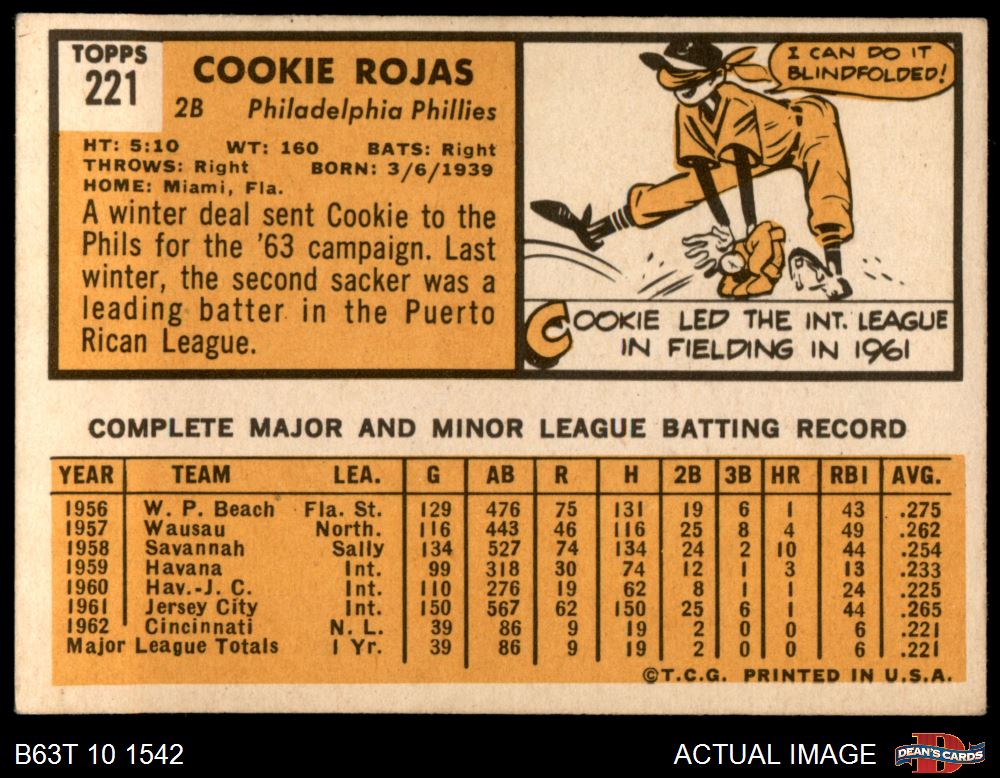 TOPPS
221
COOKIE ROJAS
2B Philadelphia Phillies
HT: 5:10 WT: 160 BATS: Right
THROWS: Right BORN: 3/6/1939
HOME: Miami, Fla.
A winter deal sent Cookie to the
Phils for the '63 campaign. Last
winter, the second sacker was a
leading batter in the Puerto
Rican League.
I CAN DO IT
BLINDFOLDED!
COOKIE LED THE INT. LEAGUE
IN FIELDING IN 1961
COMPLETE MAJOR AND MINOR LEAGUE BATTING RECORD
YEAR TEAM LEA. G AB R H 2B 3B HR RBI AVG.
1956 W. P. Beach Fla. St. 129 476 75 131 19 6 1 43 .275
1957 Wausau North. 116 443 46 116 25 8 4 49 .262
1958 Savannah Sally 134 527 74 134 24 2 10 44 .254
1959 Havana Int. 99 318 30 74 12 1 3 13 .233
1960 Hav.-J. C. Int. 110 276 19 62 8 1 1 24 .225
1961 Jersey City Int. 150 567 62 150 25 6 1 44 .265
1962 Cincinnati N. L. 39 86 9 19 2 0 0 6 .221
Major League Totals 1 Yr. 39 86 9 19 2 0 0 6 .221
©T.C.G. PRINTED IN U.S.A.
B63T 10 1542
ACTUAL IMAGE
DEAN'S CARDS